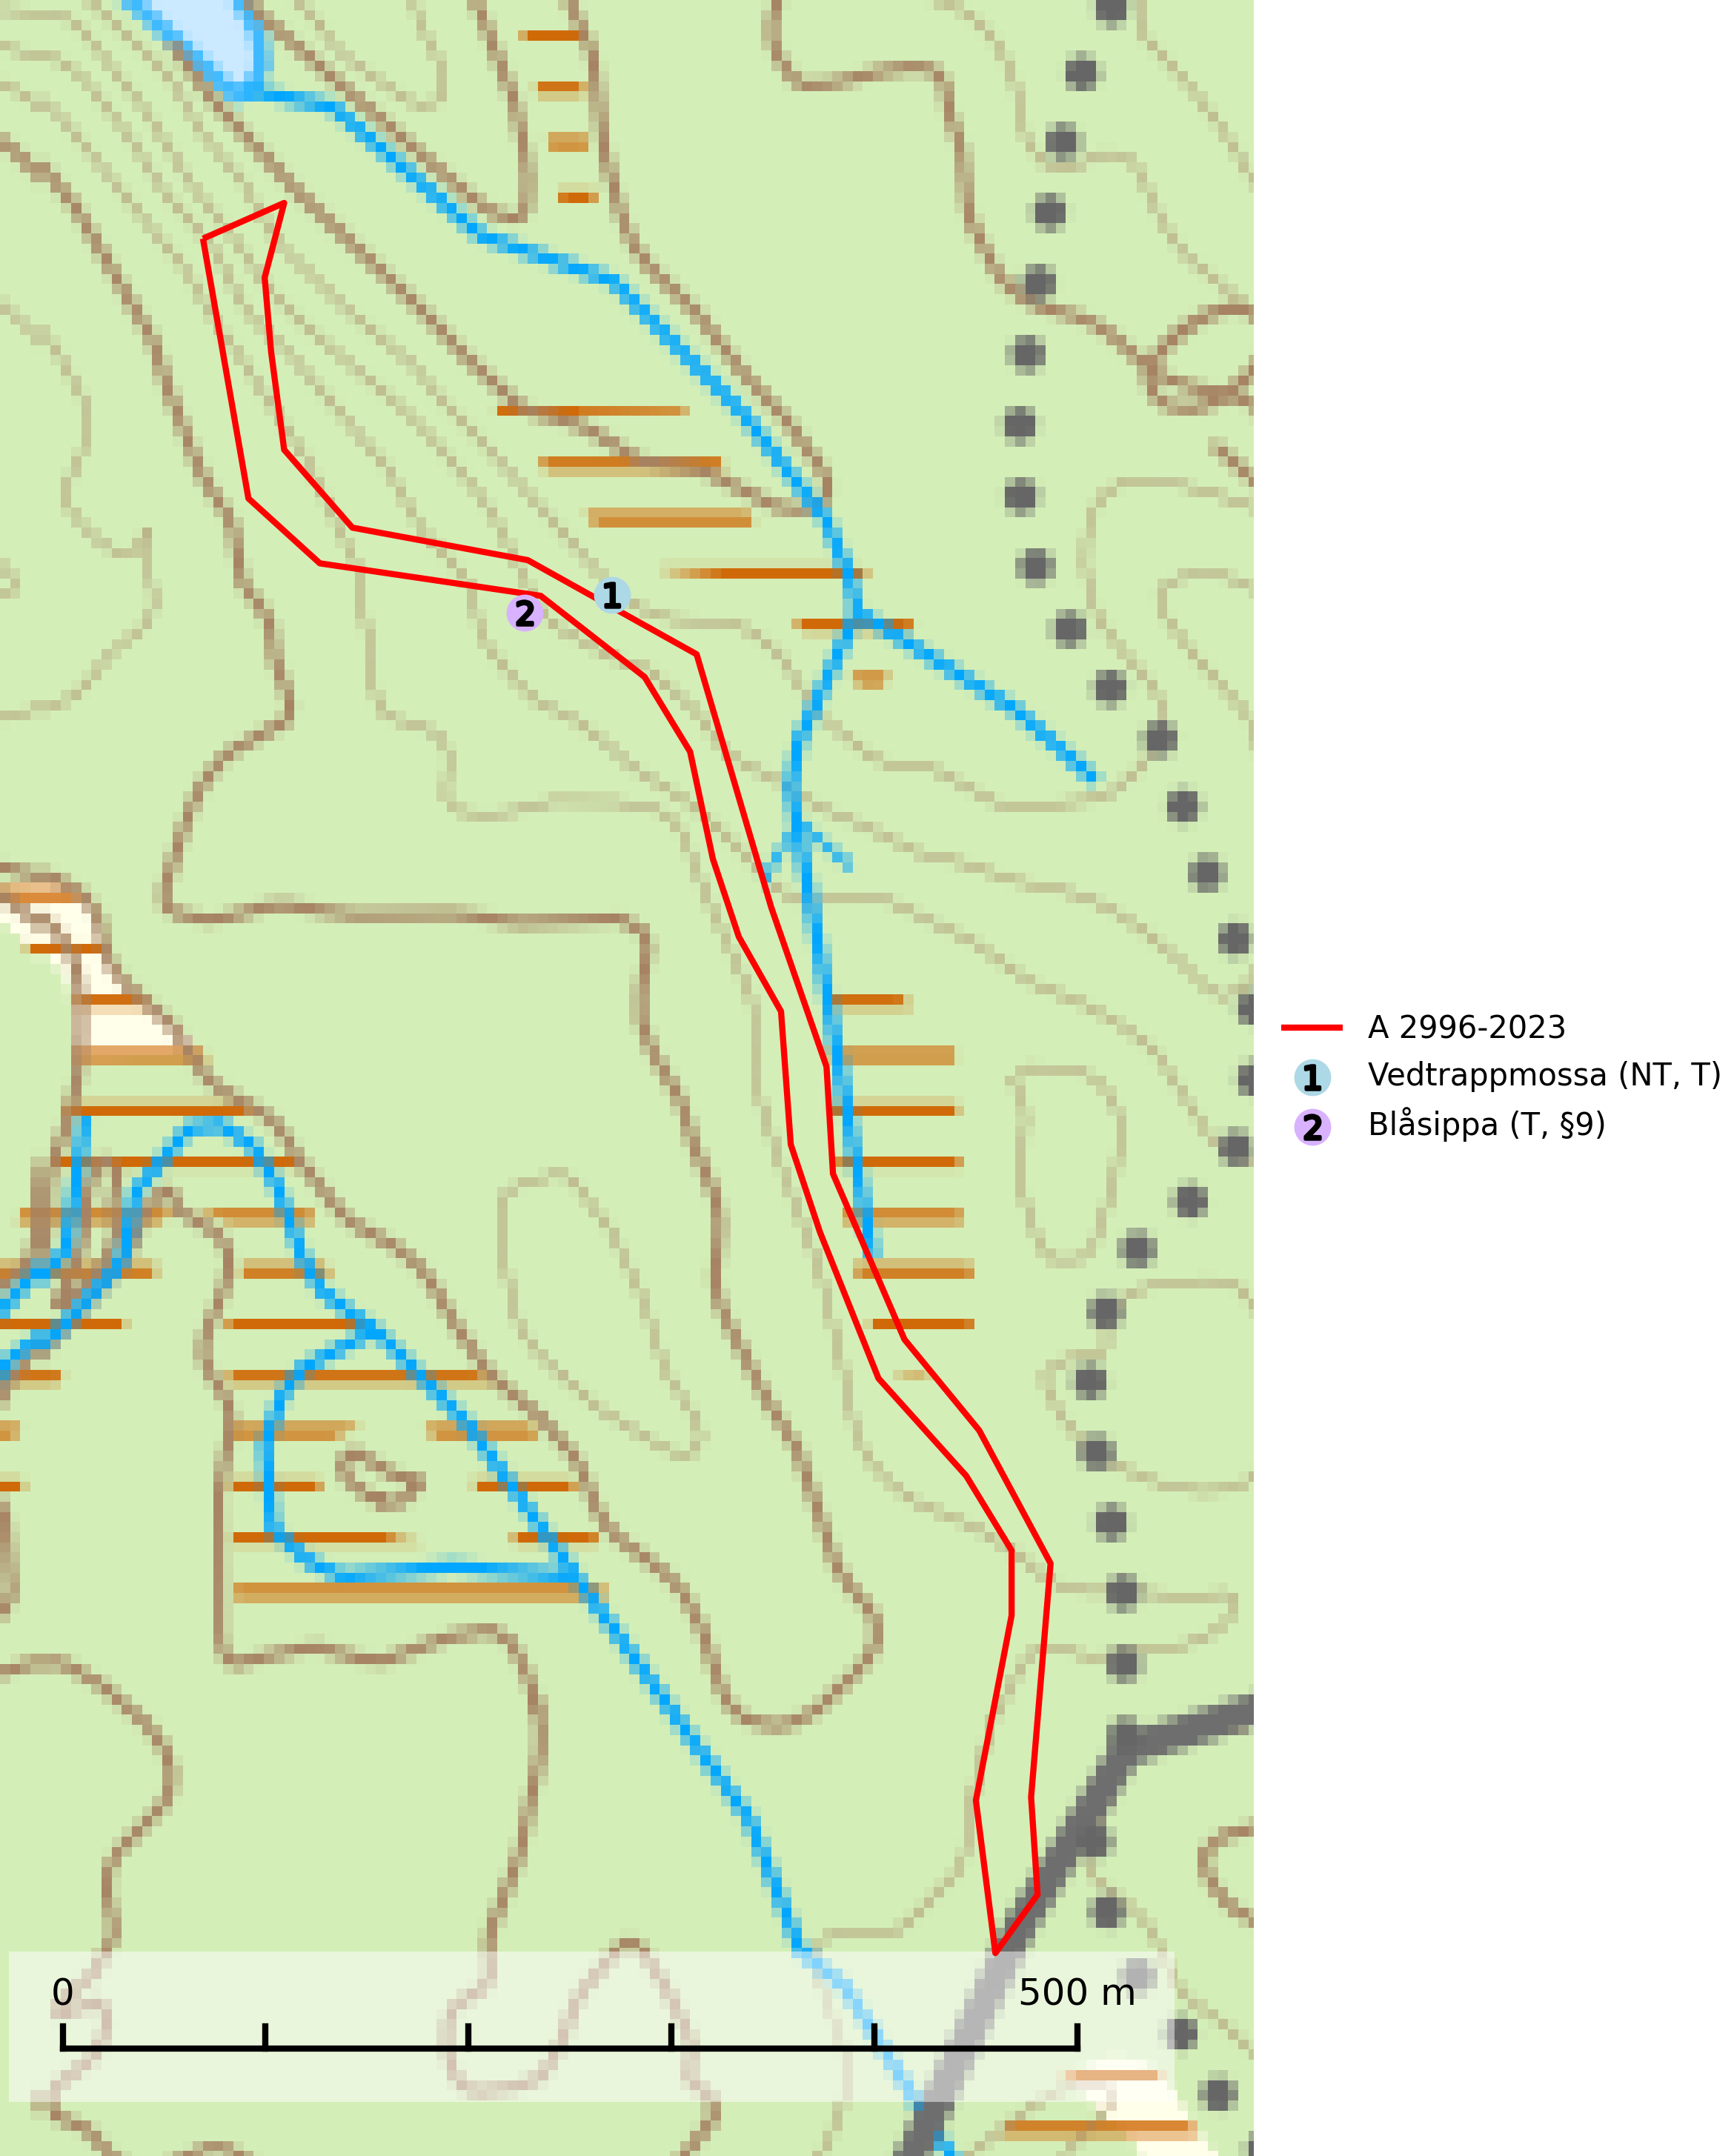 1
2
A 2996-2023
1 Vedtrappmossa (NT, T)
2 Blåsippa (T, §9)
0 500 m